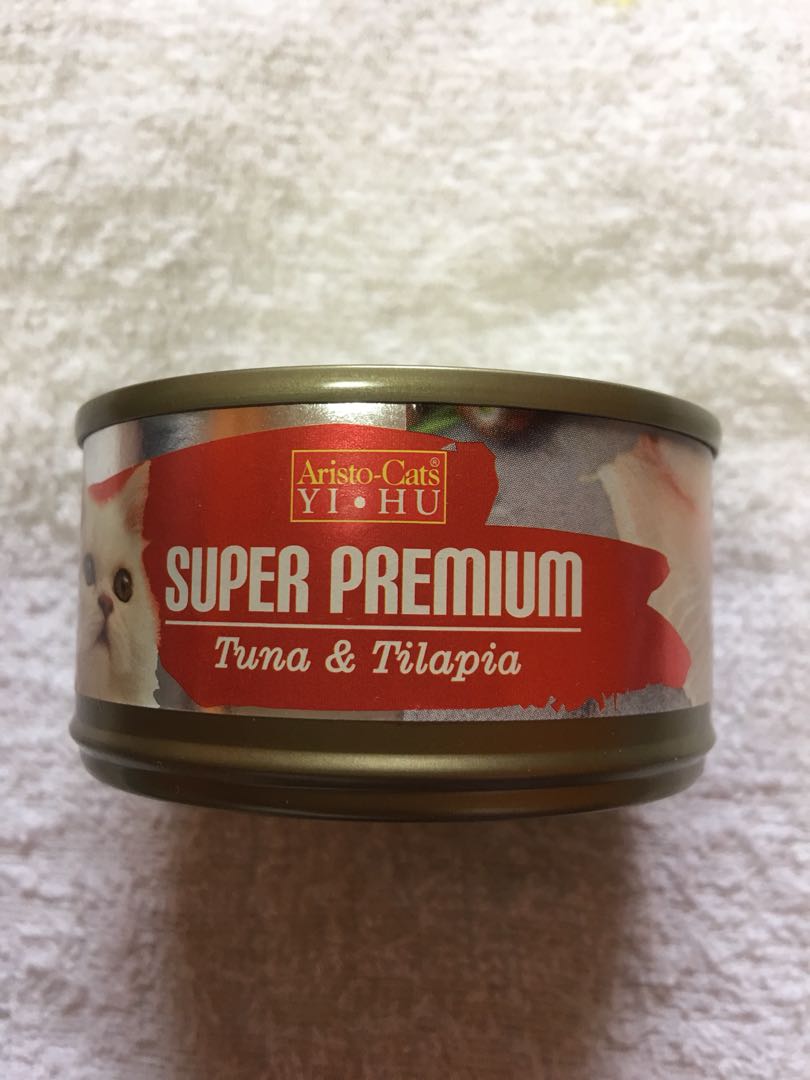 Aristo-Cats®
YI•HU
SUPER PREMIUM
Tuna & Tilapia